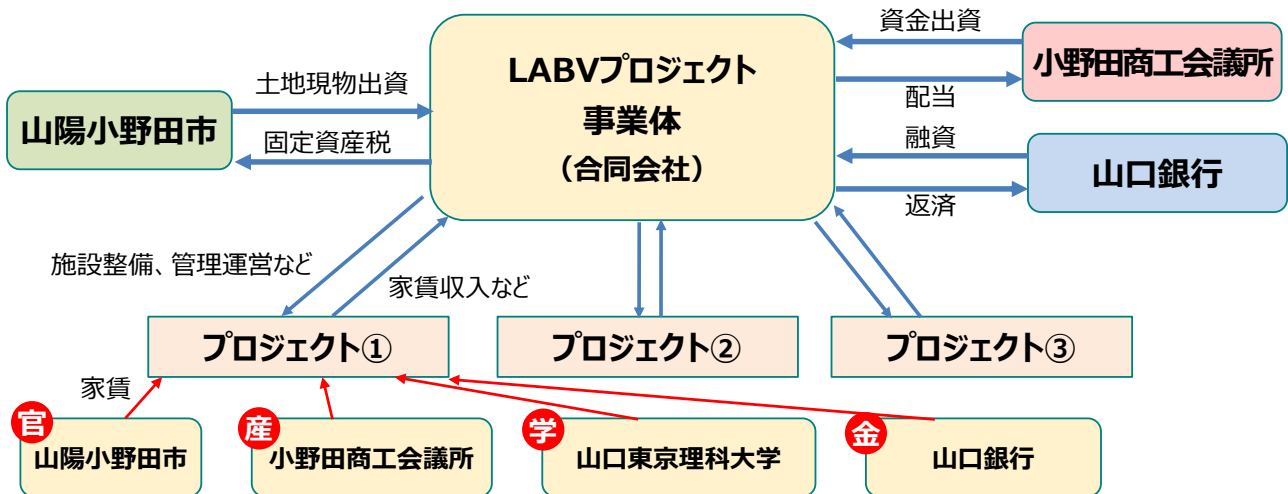 資金出資
LABVプロジェクト
事業体
（合同会社）
小野田商工会議所
土地現物出資
配当
山陽小野田市
固定資産税
融資
山口銀行
返済
施設整備、管理運営など
家賃収入など
プロジェクト①
プロジェクト②
プロジェクト③
家賃
官
産
学
金
山陽小野田市
小野田商工会議所
山口東京理科大学
山口銀行